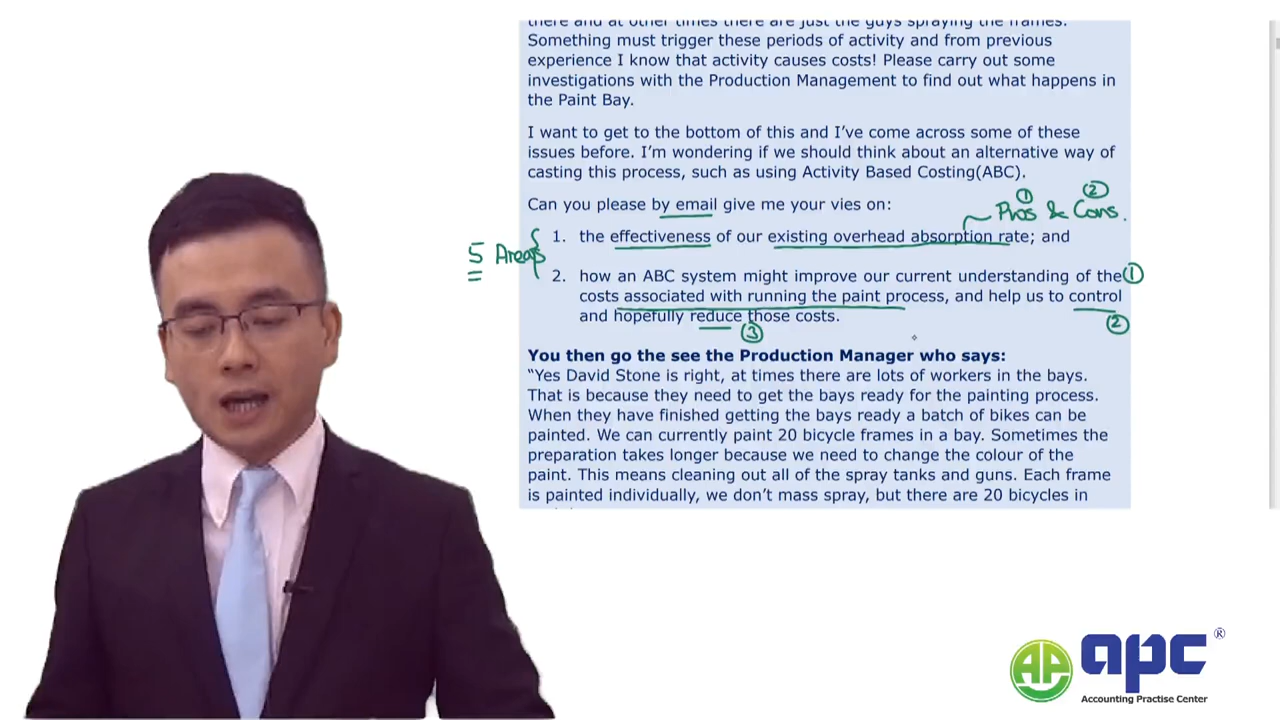 there and at other times there are just the guys spraying the frames.
Something must trigger these periods of activity and from previous
experience I know that activity causes costs! Please carry out some
investigations with the Production Management to find out what happens in
the Paint Bay.
I want to get to the bottom of this and I've come across some of these
issues before. I'm wondering if we should think about an alternative way of
casting this process, such as using Activity Based Costing(ABC).
Can you please by email give me your vies on:
① ②
Pros & Cons.
1. the effectiveness of our existing overhead absorption rate; and
5 Areas
2. how an ABC system might improve our current understanding of the ①
costs associated with running the paint process, and help us to control
and hopefully reduce those costs. ②
③
You then go the see the Production Manager who says:
“Yes David Stone is right, at times there are lots of workers in the bays.
That is because they need to get the bays ready for the painting process.
When they have finished getting the bays ready a batch of bikes can be
painted. We can currently paint 20 bicycle frames in a bay. Sometimes the
preparation takes longer because we need to change the colour of the
paint. This means cleaning out all of the spray tanks and guns. Each frame
is painted individually, we don't mass spray, but there are 20 bicycles in
AP apc®
Accounting Practise Center